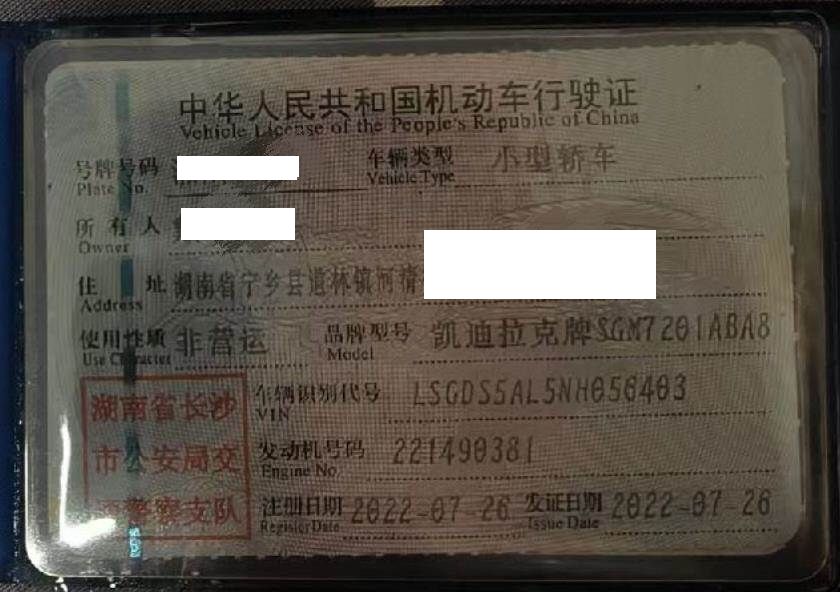 中华人民共和国机动车行驶证
Vehicle License of the People's Republic of China
号牌号码 车辆类型 小型轿车
Plate No. Vehicle Type
所有人
Owner
住址 湖南省宁乡县道林镇河
Address
使用性质 非营运 品牌型号 凯迪拉克牌SGM7201ABA8
Use Character Model
湖南省长沙市公安局交警察支队
车辆识别代号 LSGDS5AL5NH056403
VIN
发动机号码 221490381
Engine No.
注册日期 2022-07-26 发证日期 2022-07-26
Register Date Issue Date